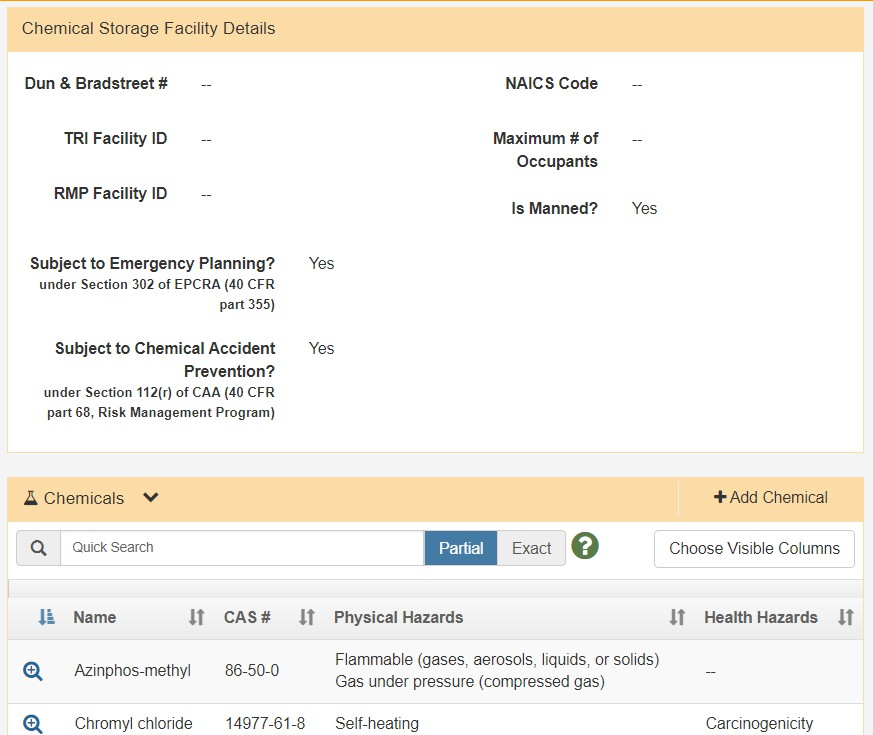 Chemical Storage Facility Details
Dun & Bradstreet # --
NAICS Code --
TRI Facility ID --
Maximum # of
Occupants --
RMP Facility ID --
Is Manned? Yes
Subject to Emergency Planning? Yes
under Section 302 of EPCRA (40 CFR
part 355)
Subject to Chemical Accident
Prevention? Yes
under Section 112(r) of CAA (40 CFR
part 68, Risk Management Program)
Chemicals
Add Chemical
Quick Search Partial Exact ? Choose Visible Columns
Name CAS # Physical Hazards Health Hazards
Azinphos-methyl 86-50-0 Flammable (gases, aerosols, liquids, or solids) --
Gas under pressure (compressed gas)
Chromyl chloride 14977-61-8 Self-heating Carcinogenicity